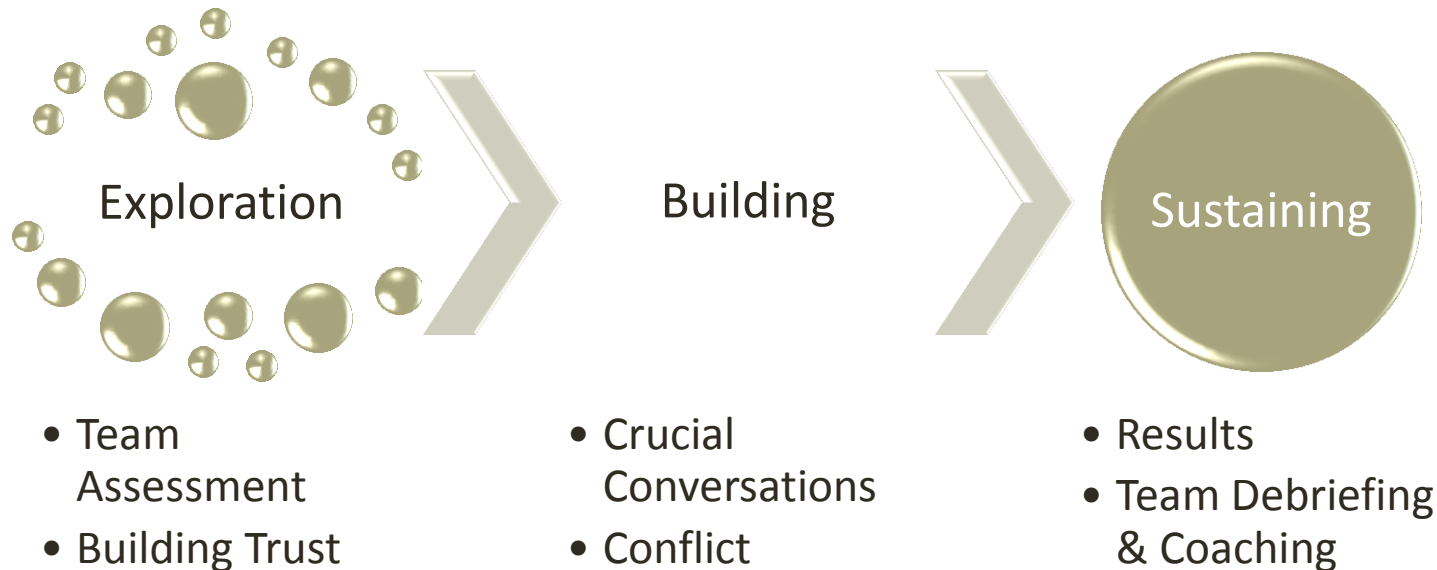 Exploration
Building
Sustaining
• Team
Assessment
• Building Trust
• Crucial
Conversations
• Conflict
• Results
• Team Debriefing
& Coaching